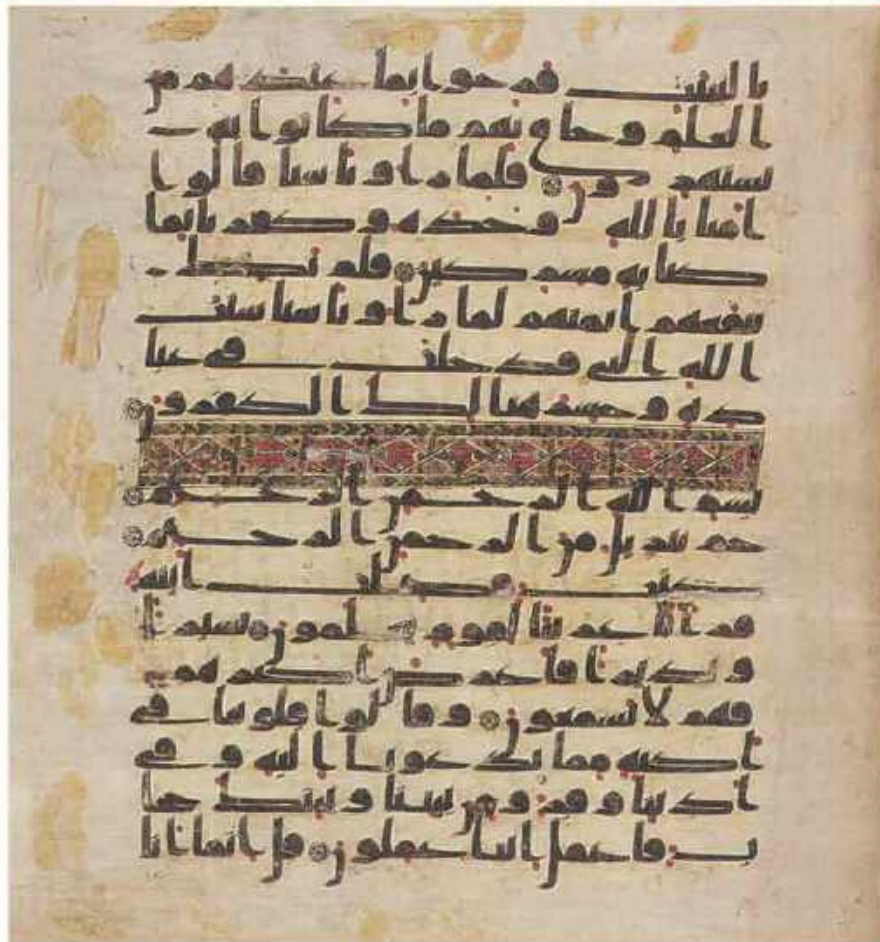 بالبينت فرحوا بما عندهم من
العلم وحاق بهم ما كانوا به
يستهزون فلما راوا باسنا قالوا
امنا بالله وحده وكفرنا بما
كنا به مشركين فلم يك
ينفعهم ايمنهم لما راوا باسنا سنت
الله التي قد خلت في عبا
ده وخسر هنالك الكفرون
بسم الله الرحمن الرحيم
حم تنزيل من الرحمن الرحيم
كتب فصلت ايته
قرانا عربيا لقوم يعلمون بشيرا
ونذيرا فاعرض اكثرهم
فهم لا يسمعون وقالوا قلوبنا في
اكنه مما تدعونا اليه وفي
اذننا وقر ومن بيننا وبينك حجا
ب فاعمل اننا عملون قل انما انا